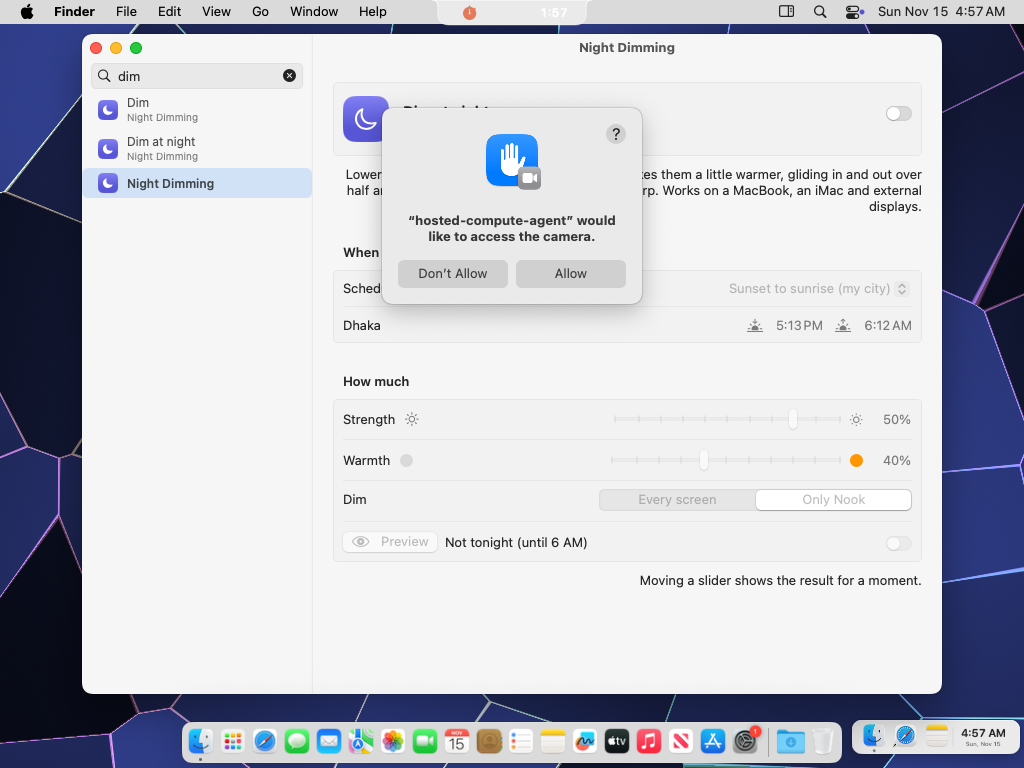 Finder File Edit View Go Window Help 1:57 Sun Nov 15 4:57 AM
Night Dimming
dim
Dim
Night Dimming
Dim at night
Night Dimming
Night Dimming
?
“hosted-compute-agent” would
like to access the camera.
Don’t Allow Allow
Lower
kes them a little warmer, gliding in and out over
half
Works on a MacBook, an iMac and external
displays.
When
Sched
Sunset to sunrise (my city)
Dhaka 5:13 PM 6:12 AM
How much
Strength 50%
Warmth 40%
Dim Every screen Only Nook
Preview Not tonight (until 6 AM)
Moving a slider shows the result for a moment.
NOV
15
tv
1
4:57 AM
Sun, Nov 15